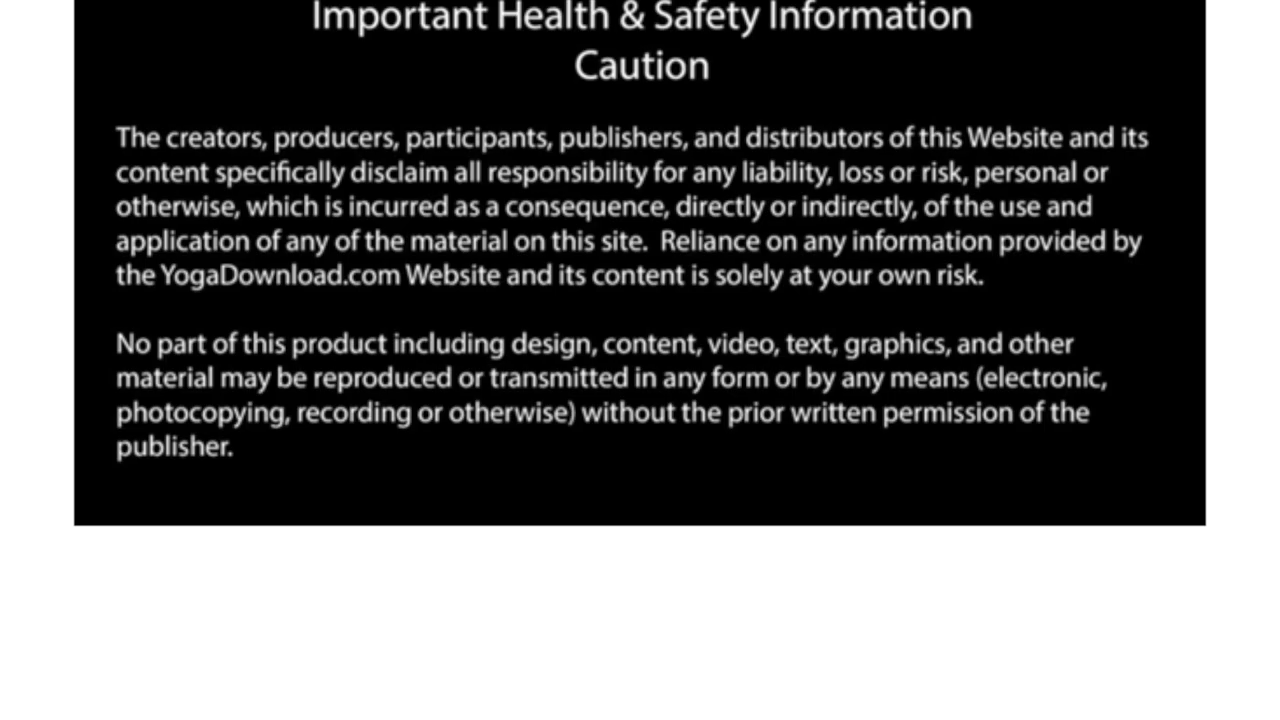 Important Health & Safety Information
Caution
The creators, producers, participants, publishers, and distributors of this Website and its
content specifically disclaim all responsibility for any liability, loss or risk, personal or
otherwise, which is incurred as a consequence, directly or indirectly, of the use and
application of any of the material on this site.  Reliance on any information provided by
the YogaDownload.com Website and its content is solely at your own risk.
No part of this product including design, content, video, text, graphics, and other
material may be reproduced or transmitted in any form or by any means (electronic,
photocopying, recording or otherwise) without the prior written permission of the
publisher.